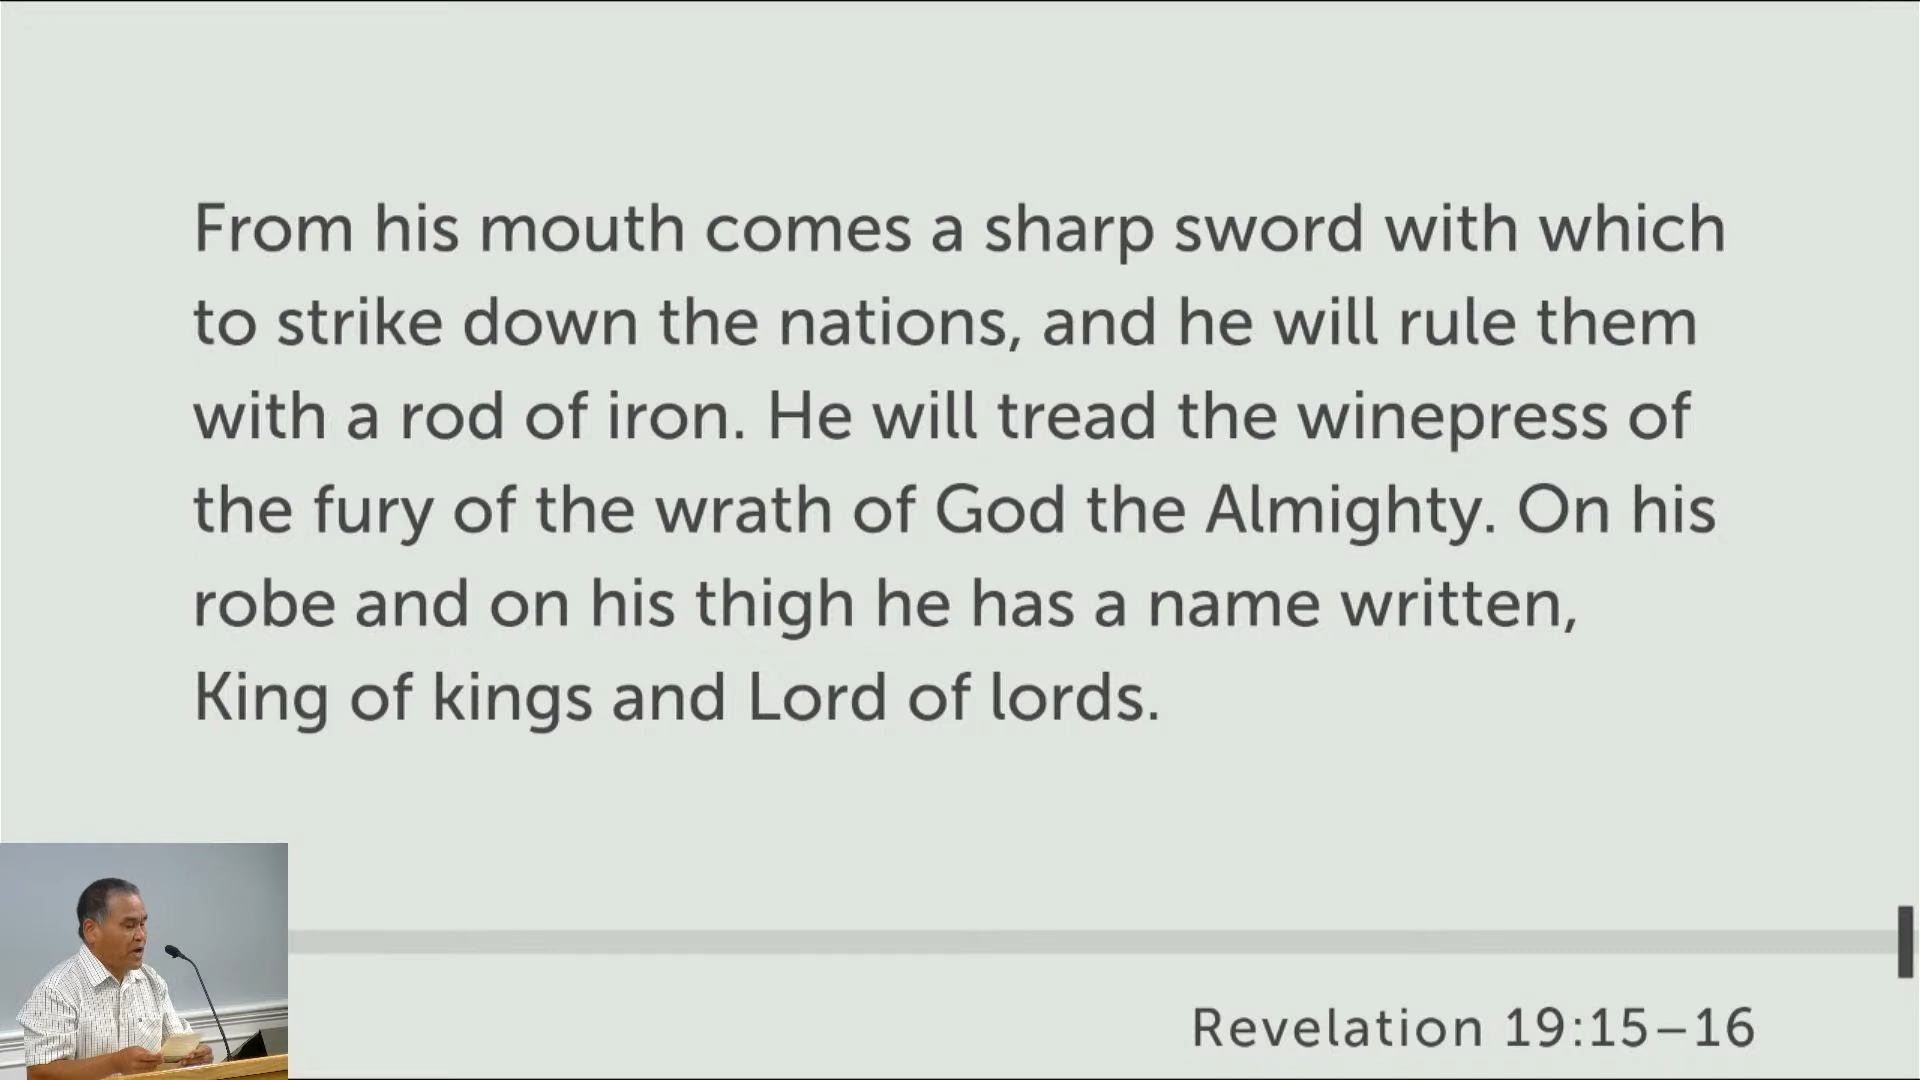 From his mouth comes a sharp sword with which
to strike down the nations, and he will rule them
with a rod of iron. He will tread the winepress of
the fury of the wrath of God the Almighty. On his
robe and on his thigh he has a name written,
King of kings and Lord of lords.
Revelation 19:15–16